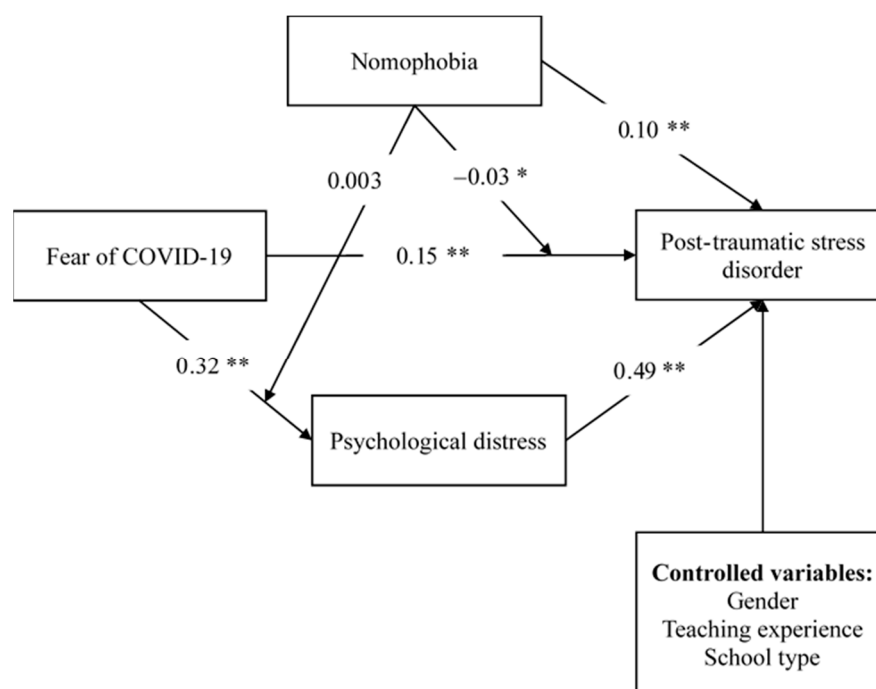 Nomophobia
0.10 **
0.003
−0.03 *
Fear of COVID-19
0.15 **
Post-traumatic stress
disorder
0.32 **
0.49 **
Psychological distress
Controlled variables:
Gender
Teaching experience
School type